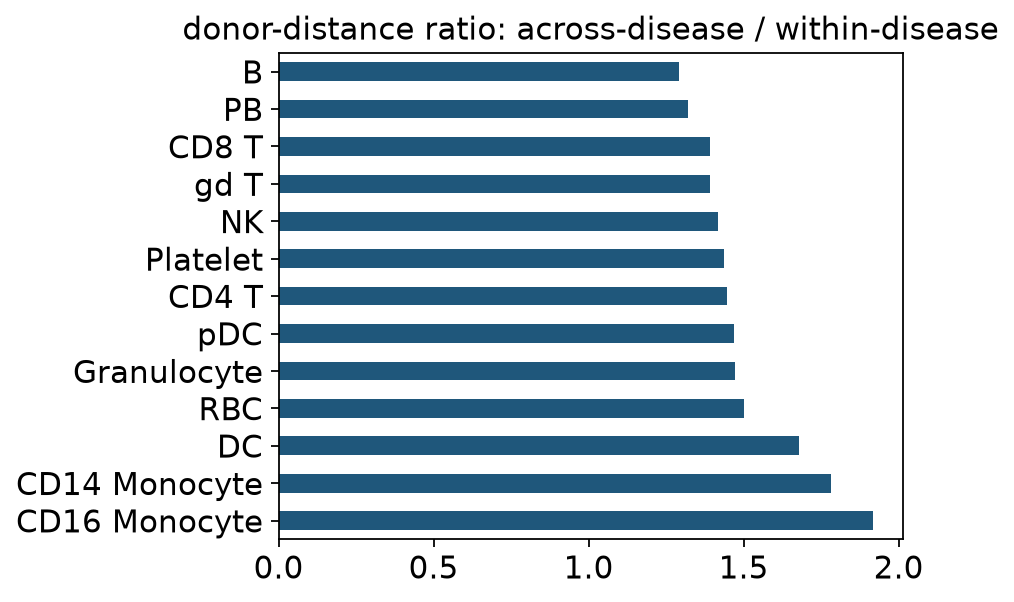 donor-distance ratio: across-disease / within-disease
B
PB
CD8 T
gd T
NK
Platelet
CD4 T
pDC
Granulocyte
RBC
DC
CD14 Monocyte
CD16 Monocyte
0.0 0.5 1.0 1.5 2.0